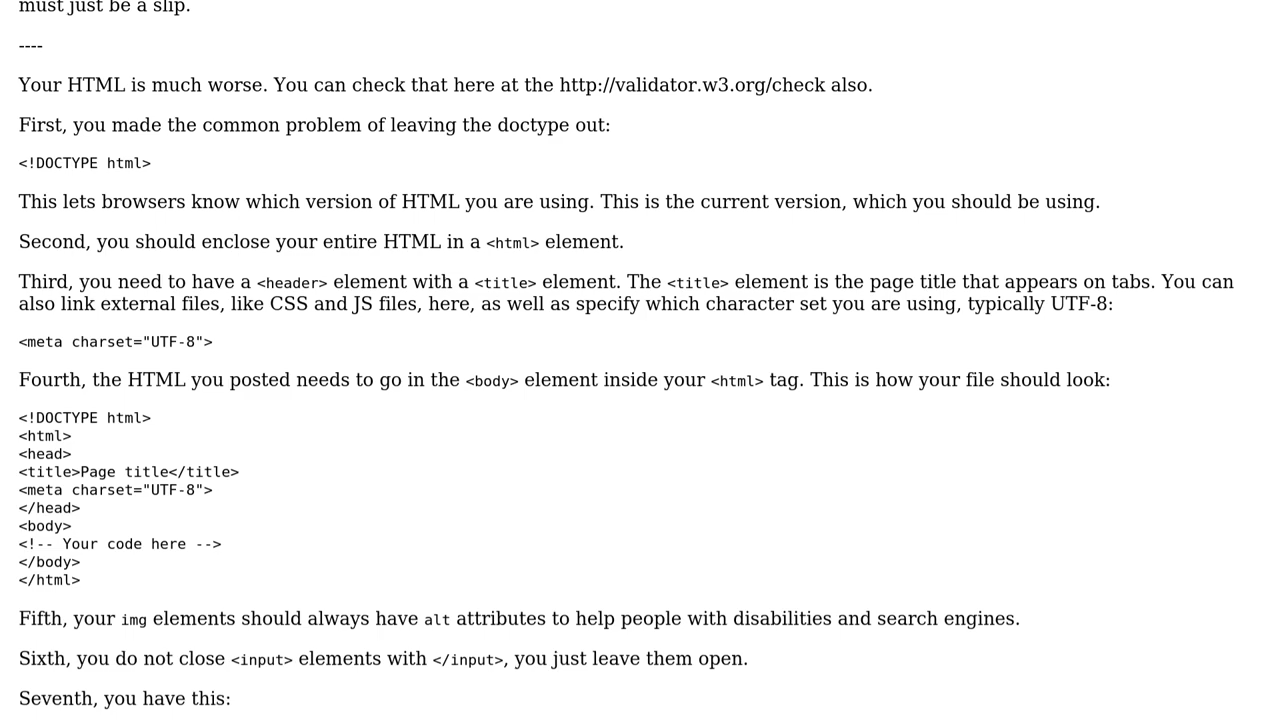 must just be a slip.
----
Your HTML is much worse. You can check that here at the http://validator.w3.org/check also.
First, you made the common problem of leaving the doctype out:
<!DOCTYPE html>
This lets browsers know which version of HTML you are using. This is the current version, which you should be using.
Second, you should enclose your entire HTML in a <html> element.
Third, you need to have a <header> element with a <title> element. The <title> element is the page title that appears on tabs. You can
also link external files, like CSS and JS files, here, as well as specify which character set you are using, typically UTF-8:
<meta charset="UTF-8">
Fourth, the HTML you posted needs to go in the <body> element inside your <html> tag. This is how your file should look:
<!DOCTYPE html>
<html>
<head>
<title>Page title</title>
<meta charset="UTF-8">
</head>
<body>
<!-- Your code here -->
</body>
</html>
Fifth, your img elements should always have alt attributes to help people with disabilities and search engines.
Sixth, you do not close <input> elements with </input>, you just leave them open.
Seventh, you have this: